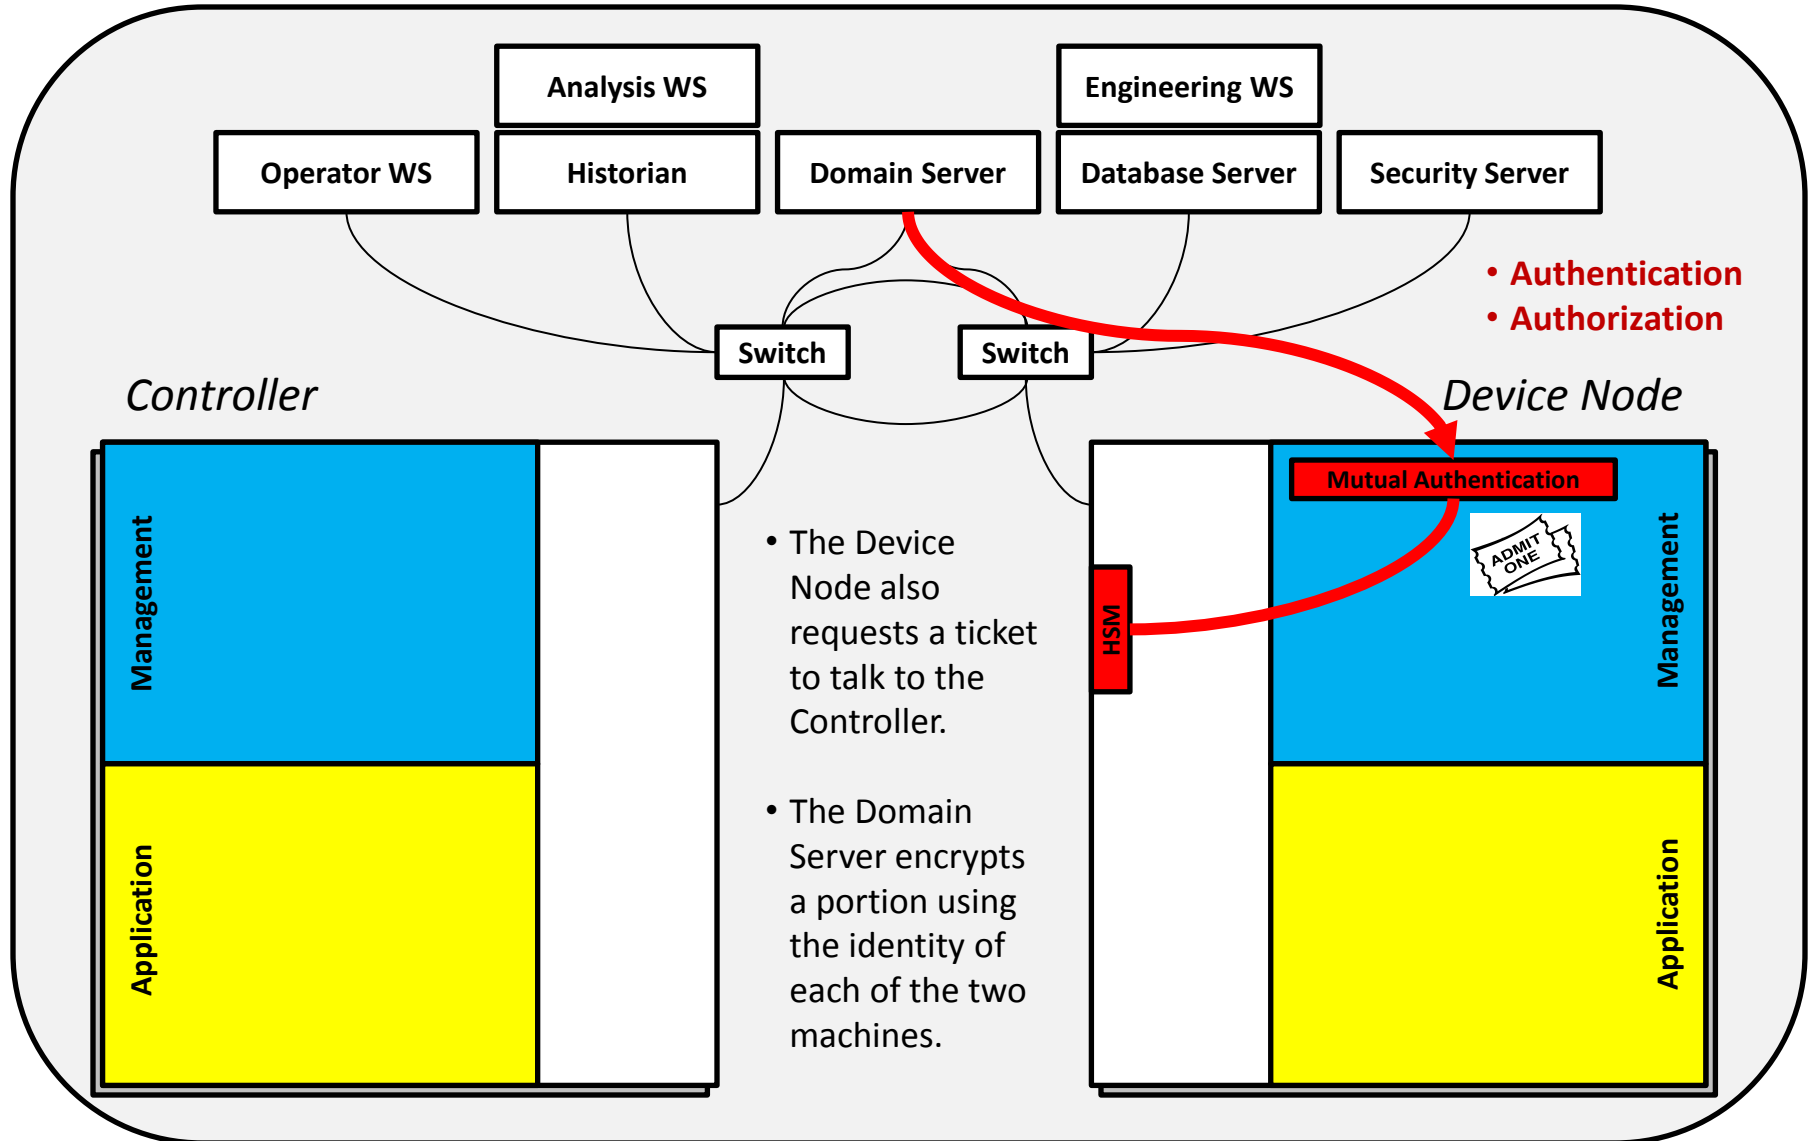 Analysis WS
Engineering WS
Operator WS
Historian
Domain Server
Database Server
Security Server
• Authentication
• Authorization
Switch
Switch
Controller
Device Node
Management
Application
• The Device
Node also
requests a ticket
to talk to the
Controller.
• The Domain
Server encrypts
a portion using
the identity of
each of the two
machines.
HSM
Mutual Authentication
ADMIT
ONE
Management
Application